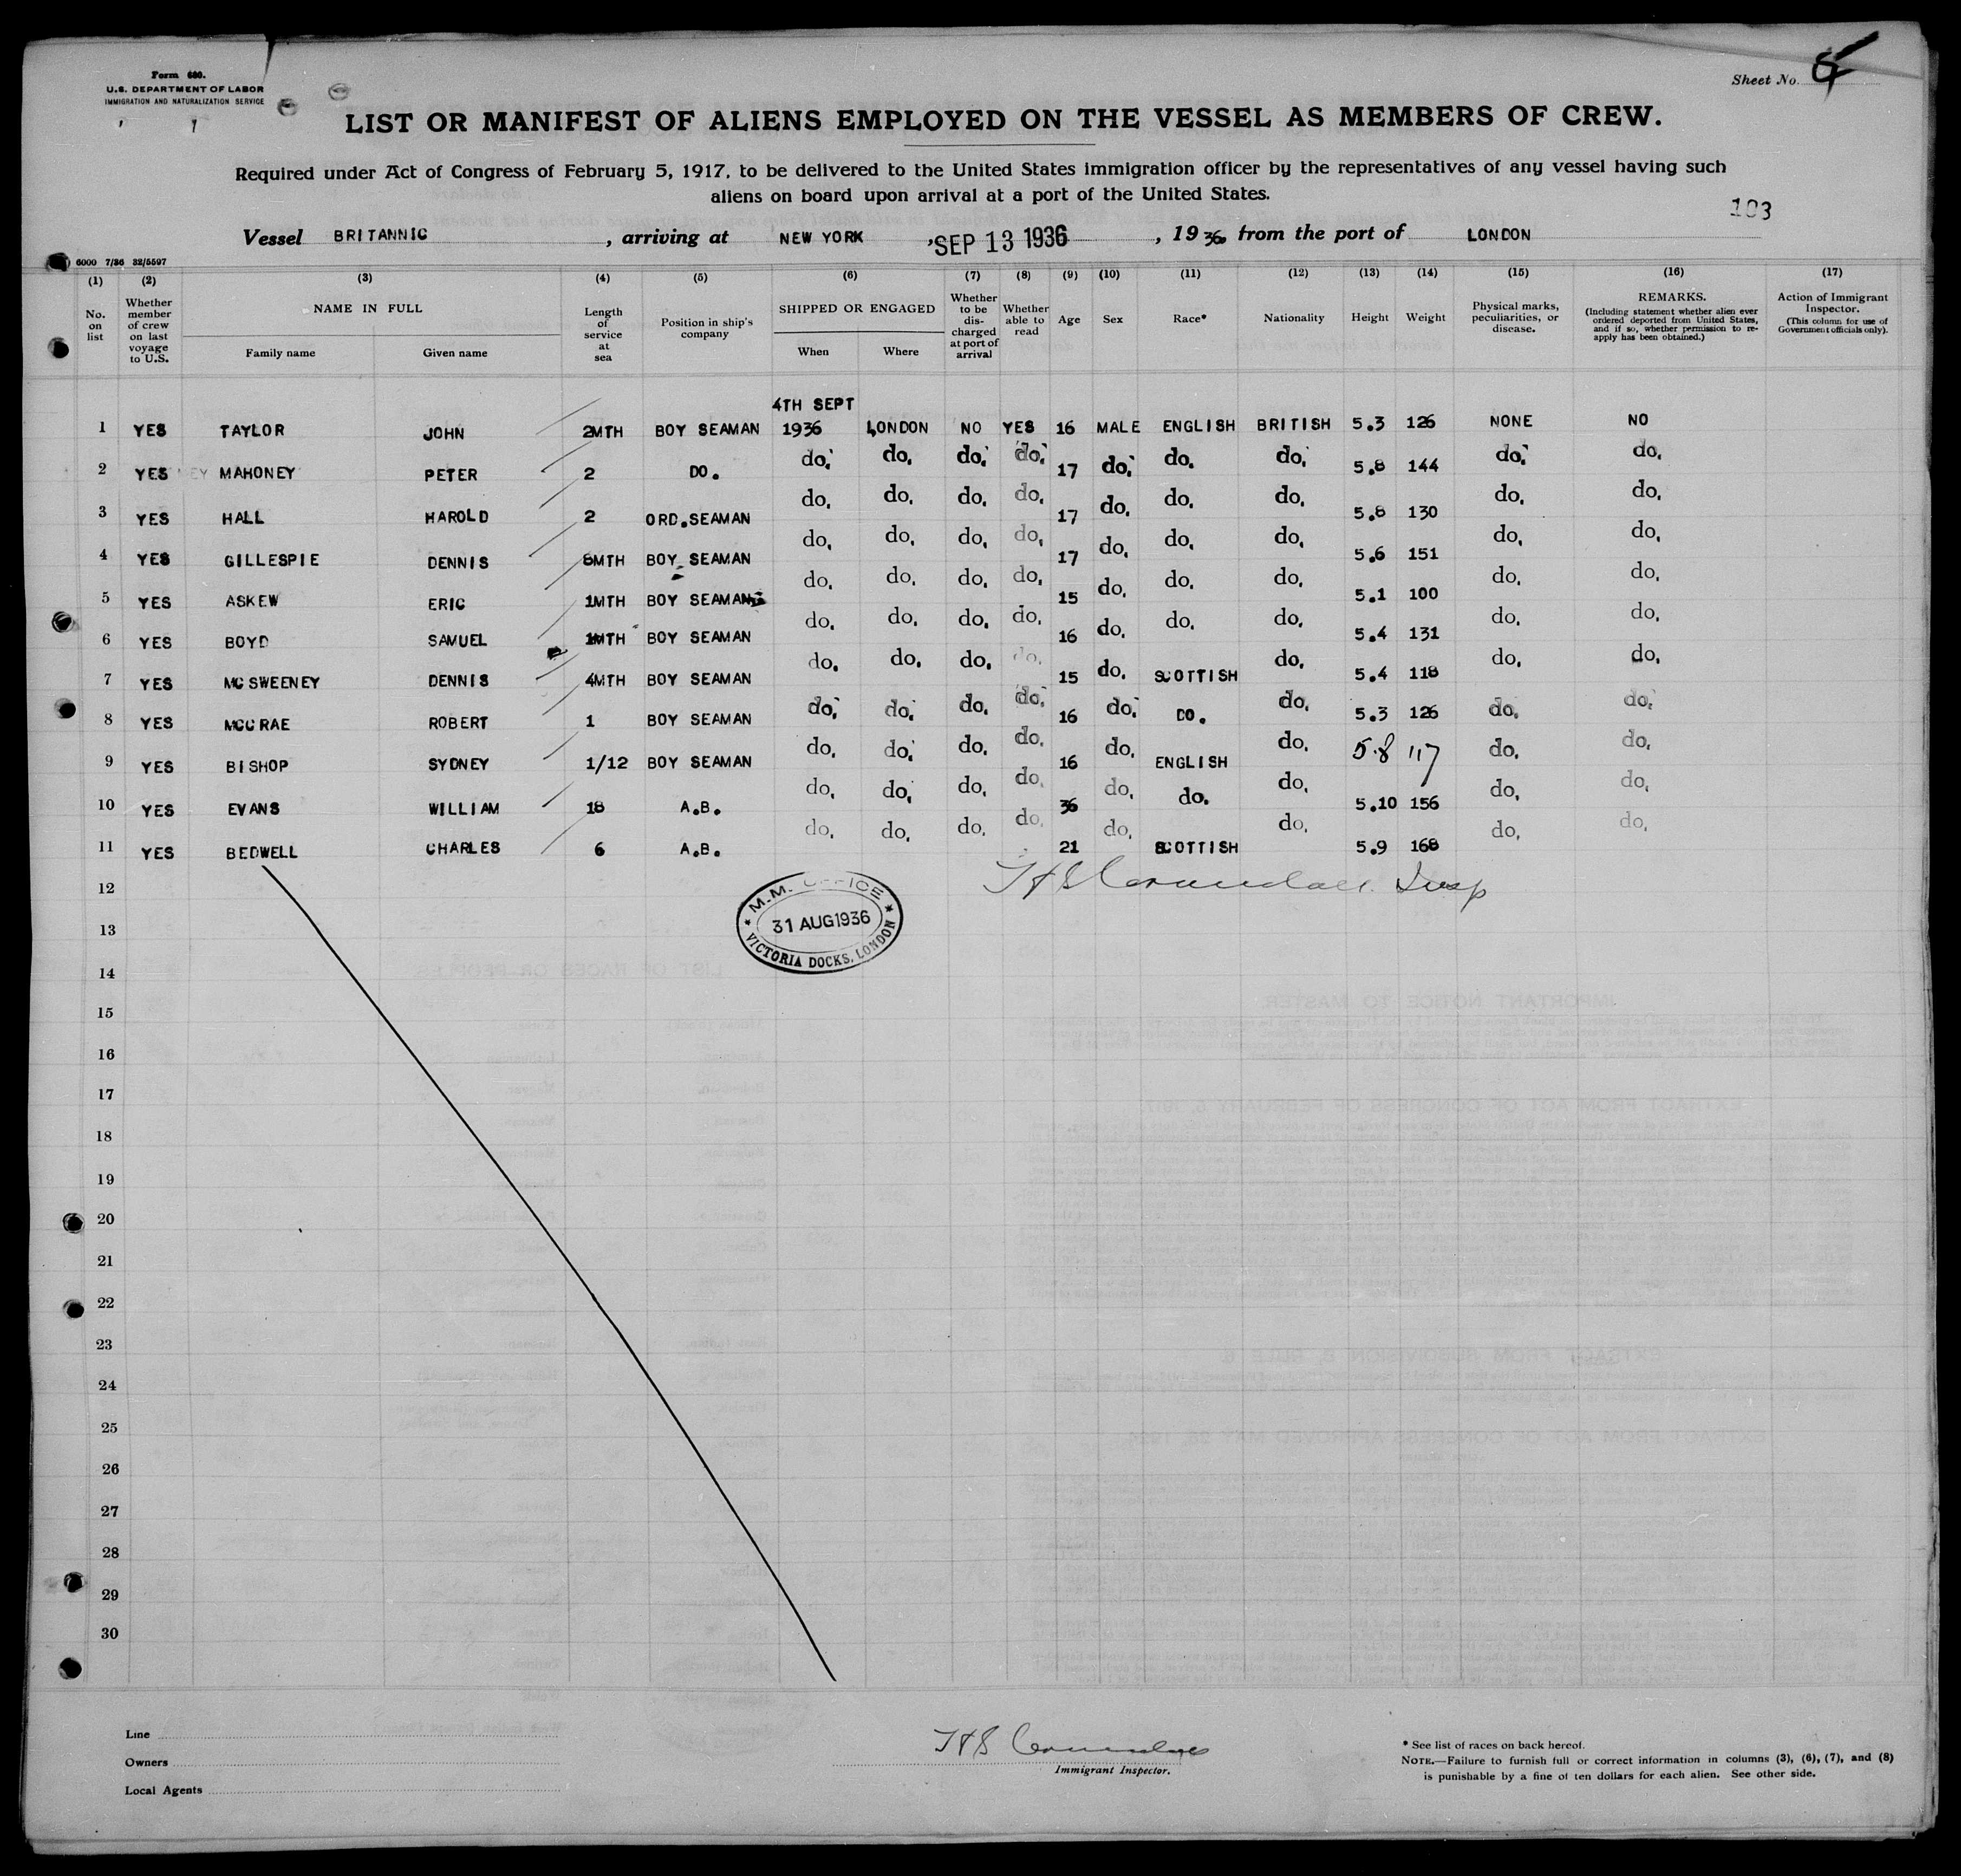 Form 680.
U.S. DEPARTMENT OF LABOR
IMMIGRATION AND NATURALIZATION SERVICE
Sheet No.
LIST OR MANIFEST OF ALIENS EMPLOYED ON THE VESSEL AS MEMBERS OF CREW.
Required under Act of Congress of February 5, 1917, to be delivered to the United States immigration officer by the representatives of any vessel having such
aliens on board upon arrival at a port of the United States.
103
Vessel BRITANNIC, arriving at NEW YORK, SEP 13 1936, 1936 from the port of LONDON
6000 7/36 32/5597
(1) (2) (3) (4) (5) (6) (7) (8) (9) (10) (11) (12) (13) (14) (15) (16) (17)
No. on list
Whether member of crew on last voyage to U.S.
NAME IN FULL
Family name Given name
Length of service at sea
Position in ship's company
SHIPPED OR ENGAGED
When Where
Whether to be discharged at port of arrival
Whether able to read
Age Sex Race* Nationality Height Weight
Physical marks, peculiarities, or disease.
REMARKS.
(Including statement whether alien ever ordered deported from United States, and if so, whether permission to reapply has been obtained.)
Action of Immigrant Inspector.
(This column for use of Government officials only).
4TH SEPT
1 YES TAYLOR JOHN 2MTH BOY SEAMAN 1936 LONDON NO YES 16 MALE ENGLISH BRITISH 5.3 126 NONE NO
2 YES MAHONEY PETER 2 DO. do. do. do. do. 17 do. do. do. 5.8 144 do. do.
3 YES HALL HAROLD 2 ORD.SEAMAN do. do. do. do. 17 do. do. do. 5.8 130 do. do.
4 YES GILLESPIE DENNIS MTH BOY SEAMAN do. do. do. do. 17 do. do. do. 5.6 151 do. do.
5 YES ASKEW ERIC 1MTH BOY SEAMAN do. do. do. do. 15 do. do. do. 5.1 100 do. do.
6 YES BOYD SAMUEL 1MTH BOY SEAMAN do. do. do. do. 16 do. do. do. 5.4 131 do. do.
7 YES MC SWEENEY DENNIS 4MTH BOY SEAMAN do. do. do. do. 15 do. SCOTTISH do. 5.4 118 do. do.
8 YES MCCRAE ROBERT 1 BOY SEAMAN do. do. do. do. 16 do. DO. do. 5.3 126 do. do.
9 YES BISHOP SYDNEY 1/12 BOY SEAMAN do. do. do. do. 16 do. ENGLISH do. 5.8 117 do. do.
10 YES EVANS WILLIAM 18 A.B. do. do. do. do. 36 do. do. do. 5.10 156 do. do.
11 YES BEDWELL CHARLES 6 A.B. do. do. do. do. 21 do. SCOTTISH do. 5.9 168 do. do.
12
Insp
M.M. OFFICE
31 AUG 1936
VICTORIA DOCKS, LONDON
13
14
15
16
17
18
19
20
21
22
23
24
25
26
27
28
29
30
Line
Owners
Local Agents
Immigrant Inspector.
* See list of races on back hereof.
NOTE.—Failure to furnish full or correct information in columns (3), (6), (7), and (8)
is punishable by a fine of ten dollars for each alien. See other side.